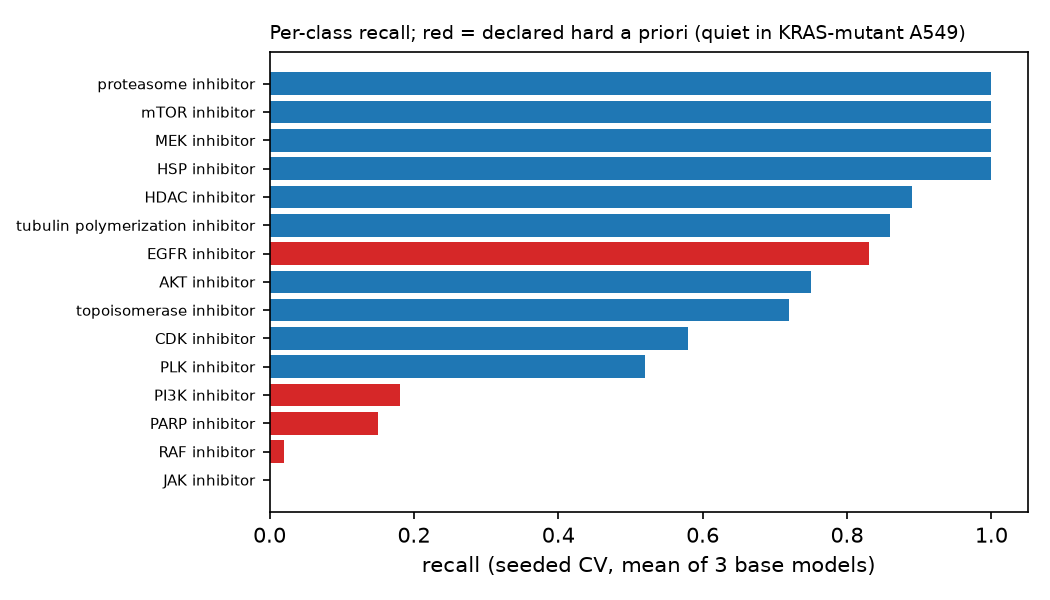 Per-class recall; red = declared hard a priori (quiet in KRAS-mutant A549)
proteasome inhibitor
mTOR inhibitor
MEK inhibitor
HSP inhibitor
HDAC inhibitor
tubulin polymerization inhibitor
EGFR inhibitor
AKT inhibitor
topoisomerase inhibitor
CDK inhibitor
PLK inhibitor
PI3K inhibitor
PARP inhibitor
RAF inhibitor
JAK inhibitor
0.0 0.2 0.4 0.6 0.8 1.0
recall (seeded CV, mean of 3 base models)